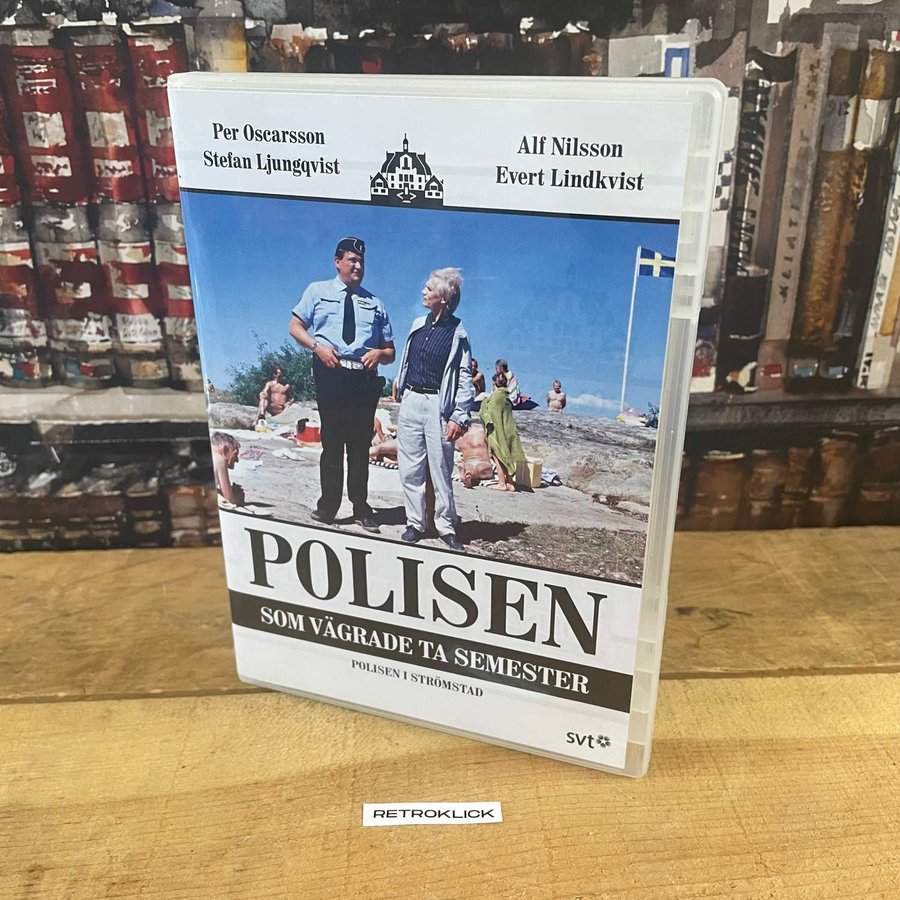 Per Oscarsson
Stefan Ljungqvist
Alf Nilsson
Evert Lindkvist
POLISEN
SOM VÄGRADE TA SEMESTER
POLISEN I STRÖMSTAD
svt
RETROKLICK